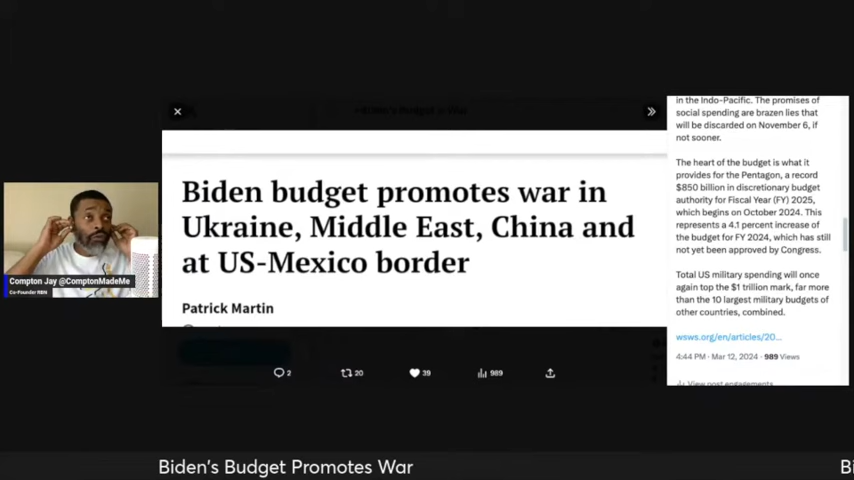 Biden budget promotes war in
Ukraine, Middle East, China and
at US-Mexico border
Patrick Martin
2
20
39
989
in the Indo-Pacific. The promises of
social spending are brazen lies that
will be discarded on November 6, if
not sooner.
The heart of the budget is what it
provides for the Pentagon, a record
$850 billion in discretionary budget
authority for Fiscal Year (FY) 2025,
which begins on October 2024. This
represents a 4.1 percent increase of
the budget for FY 2024, which has still
not yet been approved by Congress.
Total US military spending will once
again top the $1 trillion mark, far more
than the 10 largest military budgets of
other countries, combined.
wsws.org/en/articles/20...
4:44 PM · Mar 12, 2024 · 989 Views
View post engagements
Compton Jay @ComptonMadeMe
Co-Founder RBN
Biden's Budget Promotes War
Bi